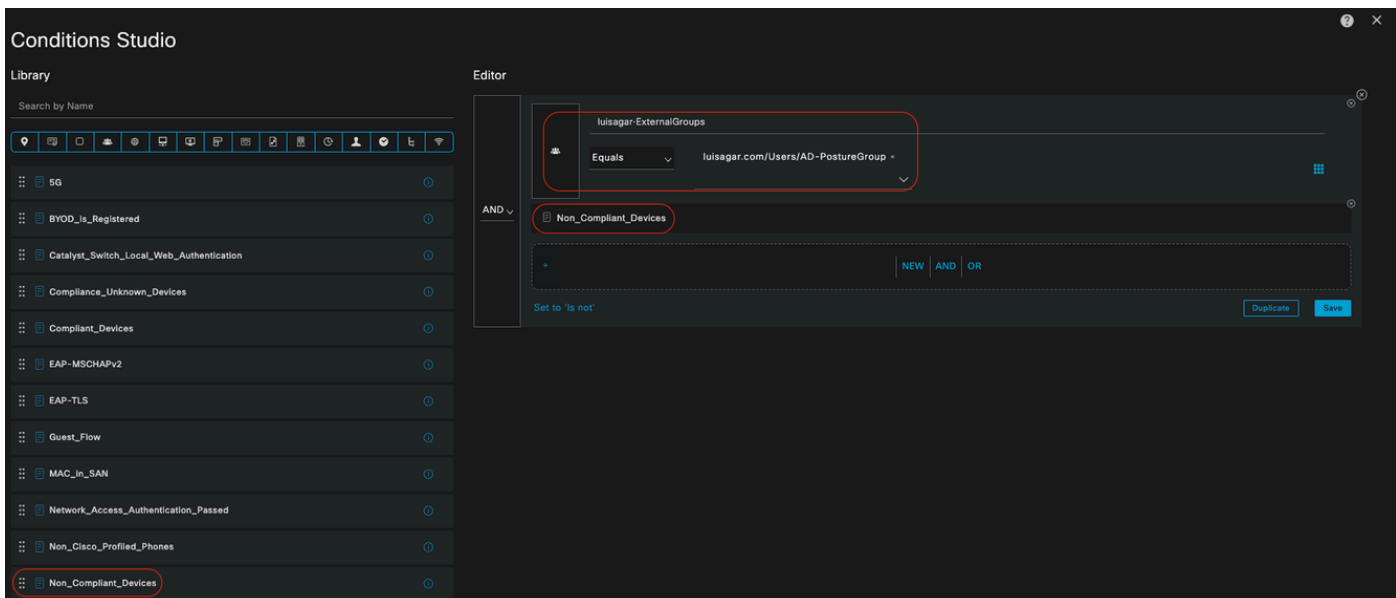 Conditions Studio
Library
Search by Name
5G
BYOD_is_Registered
Catalyst_Switch_Local_Web_Authentication
Compliance_Unknown_Devices
Compliant_Devices
EAP-MSCHAPv2
EAP-TLS
Guest_Flow
MAC_in_SAN
Network_Access_Authentication_Passed
Non_Cisco_Profiled_Phones
Non_Compliant_Devices
Editor
AND
luisagar-ExternalGroups
Equals luisagar.com/Users/AD-PostureGroup ×
Non_Compliant_Devices
+ NEW AND OR
Set to 'Is not' Duplicate Save